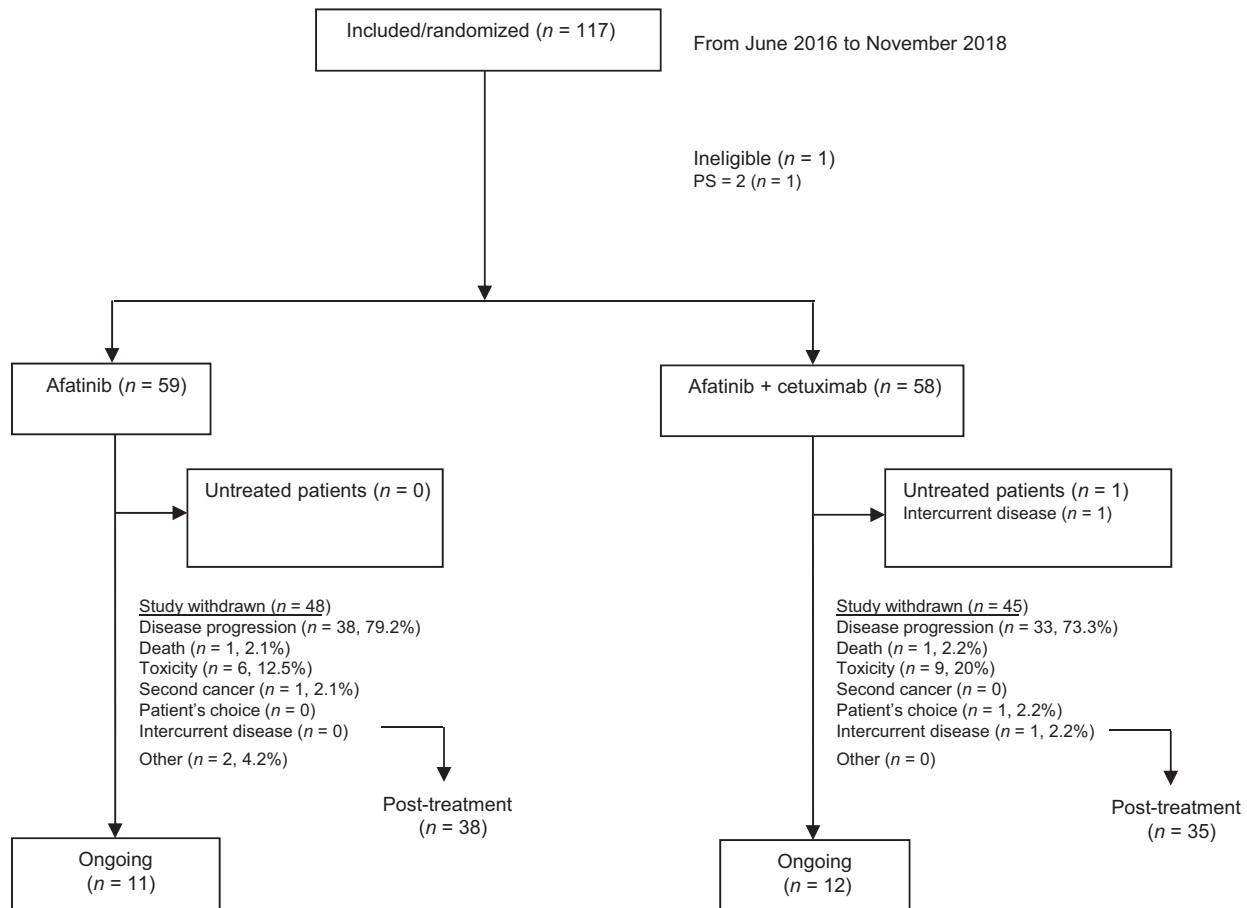 Included/randomized (n = 117)
From June 2016 to November 2018
Ineligible (n = 1)
PS = 2 (n = 1)
Afatinib (n = 59)
Afatinib + cetuximab (n = 58)
Untreated patients (n = 0)
Untreated patients (n = 1)
Intercurrent disease (n = 1)
Study withdrawn (n = 48)
Disease progression (n = 38, 79.2%)
Death (n = 1, 2.1%)
Toxicity (n = 6, 12.5%)
Second cancer (n = 1, 2.1%)
Patient's choice (n = 0)
Intercurrent disease (n = 0)
Other (n = 2, 4.2%)
Post-treatment
(n = 38)
Ongoing
(n = 11)
Study withdrawn (n = 45)
Disease progression (n = 33, 73.3%)
Death (n = 1, 2.2%)
Toxicity (n = 9, 20%)
Second cancer (n = 0)
Patient's choice (n = 1, 2.2%)
Intercurrent disease (n = 1, 2.2%)
Other (n = 0)
Post-treatment
(n = 35)
Ongoing
(n = 12)